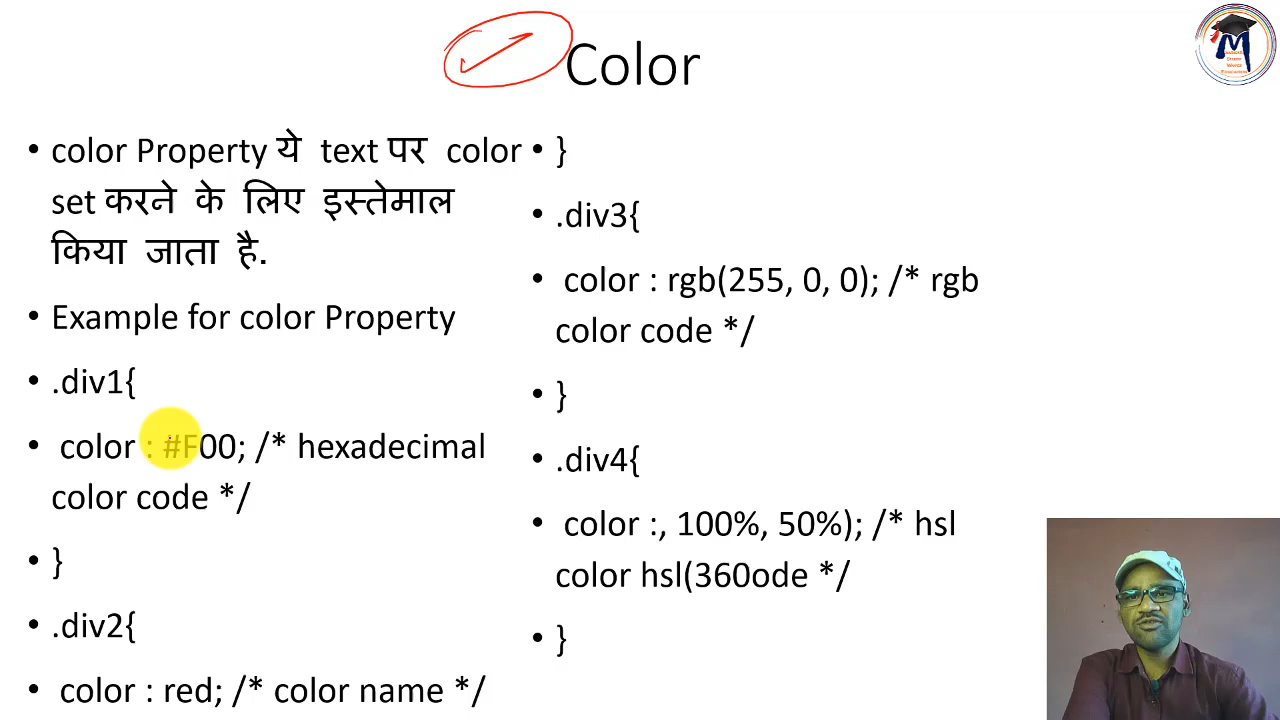 Color
• color Property ये text पर color
set करने के लिए इस्तेमाल
किया जाता है.
• Example for color Property
• .div1{
• color : #F00; /* hexadecimal
color code */
• }
• .div2{
• color : red; /* color name */
• }
• .div3{
• color : rgb(255, 0, 0); /* rgb
color code */
• }
• .div4{
• color :, 100%, 50%); /* hsl
color hsl(360ode */
• }
M